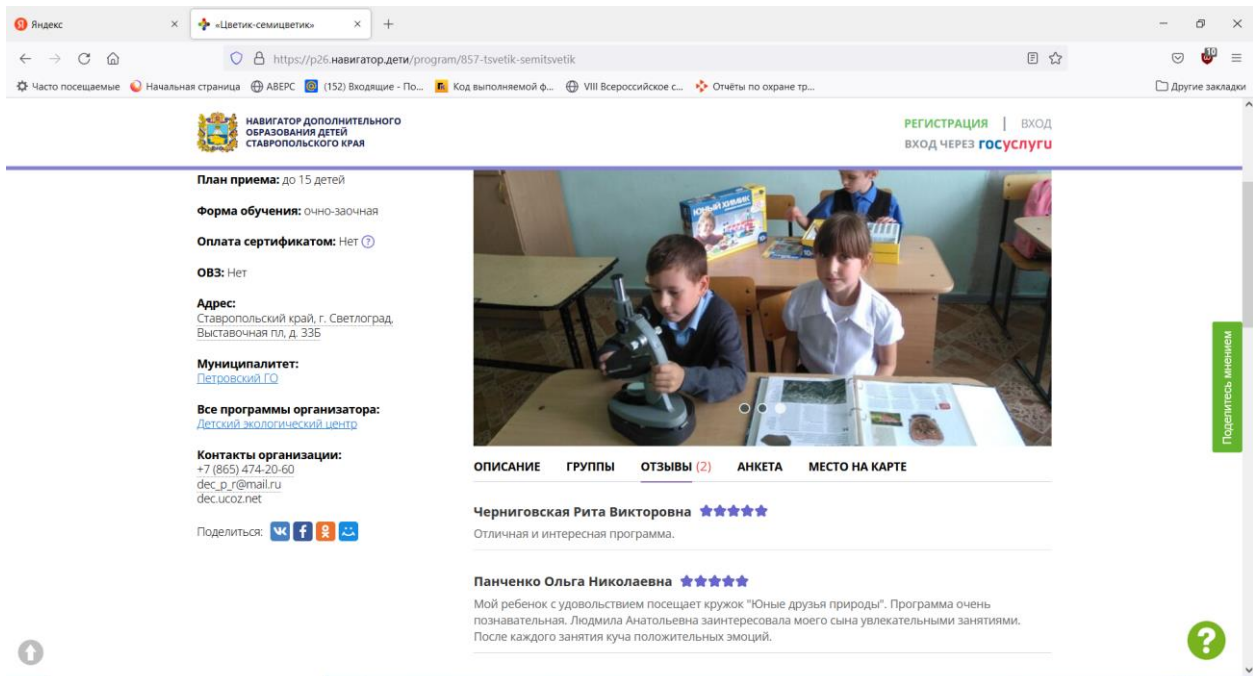 Яндекс
«Цветик-семицветик»
https://p26.навигатор.дети/program/857-tsvetik-semitsvetik
10
Часто посещаемые
Начальная страница
АВЕРС
(152) Входящие - По...
Код выполняемой ф...
VIII Всероссийское с...
Отчёты по охране тр...
Другие закладки
НАВИГАТОР ДОПОЛНИТЕЛЬНОГО
ОБРАЗОВАНИЯ ДЕТЕЙ
СТАВРОПОЛЬСКОГО КРАЯ
РЕГИСТРАЦИЯ | ВХОД
ВХОД ЧЕРЕЗ госуслуги
План приема: до 15 детей
Форма обучения: очно-заочная
Оплата сертификатом: Нет ?
ОВЗ: Нет
Адрес:
Ставропольский край, г. Светлоград,
Выставочная пл, д. 33Б
Муниципалитет:
Петровский ГО
Все программы организатора:
Детский экологический центр
Контакты организации:
+7 (865) 474-20-60
dec_p_r@mail.ru
dec.ucoz.net
Поделиться:
ЮНЫЙ ХИМИК
ОПИСАНИЕ ГРУППЫ ОТЗЫВЫ (2) АНКЕТА МЕСТО НА КАРТЕ
Черниговская Рита Викторовна
Отличная и интересная программа.
Панченко Ольга Николаевна
Мой ребенок с удовольствием посещает кружок "Юные друзья природы". Программа очень
познавательная. Людмила Анатольевна заинтересовала моего сына увлекательными занятиями.
После каждого занятия куча положительных эмоций.
Поделитесь мнением
?